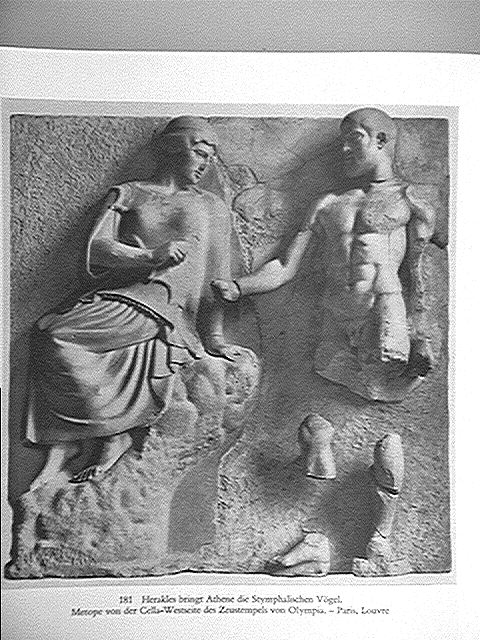 181 Herakles bringt Athene die Stymphalischen Vögel.
Metope von der Cella-Westseite des Zeustempels von Olympia. – Paris, Louvre